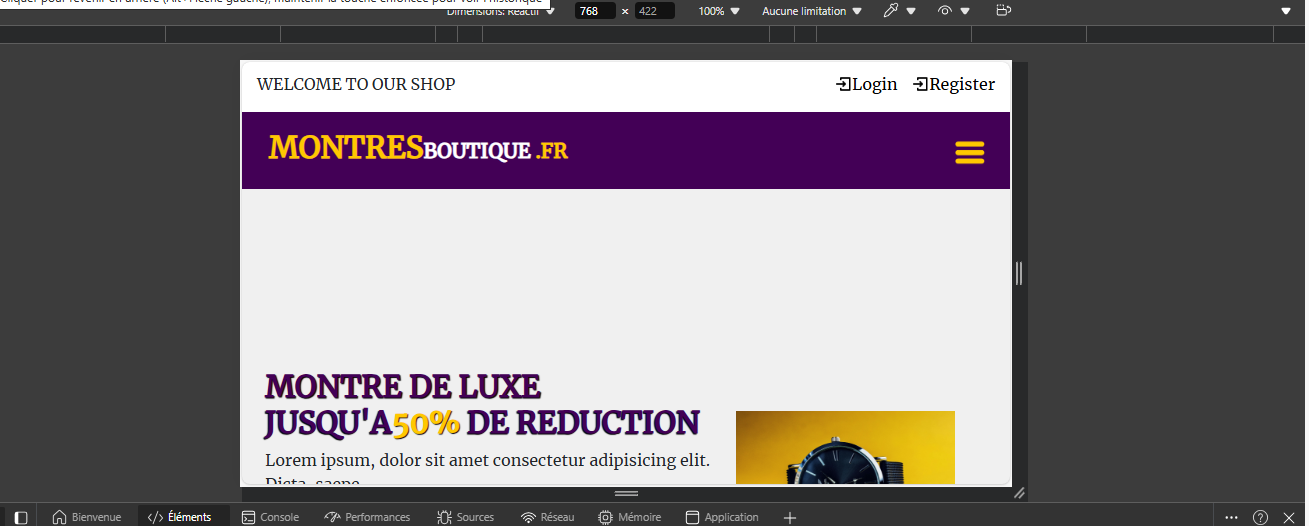 cliquer pour revenir en arrière (Alt+Flèche gauche), maintenir la touche enfoncée pour voir l'historique
Dimensions: Réactif 768 × 422 100% Aucune limitation
WELCOME TO OUR SHOP Login Register
MONTRESBOUTIQUE .FR
MONTRE DE LUXE
JUSQU'A50% DE REDUCTION
Lorem ipsum, dolor sit amet consectetur adipisicing elit.
Dicta, saepe
Bienvenue </> Éléments Console Performances Sources Réseau Mémoire Application +